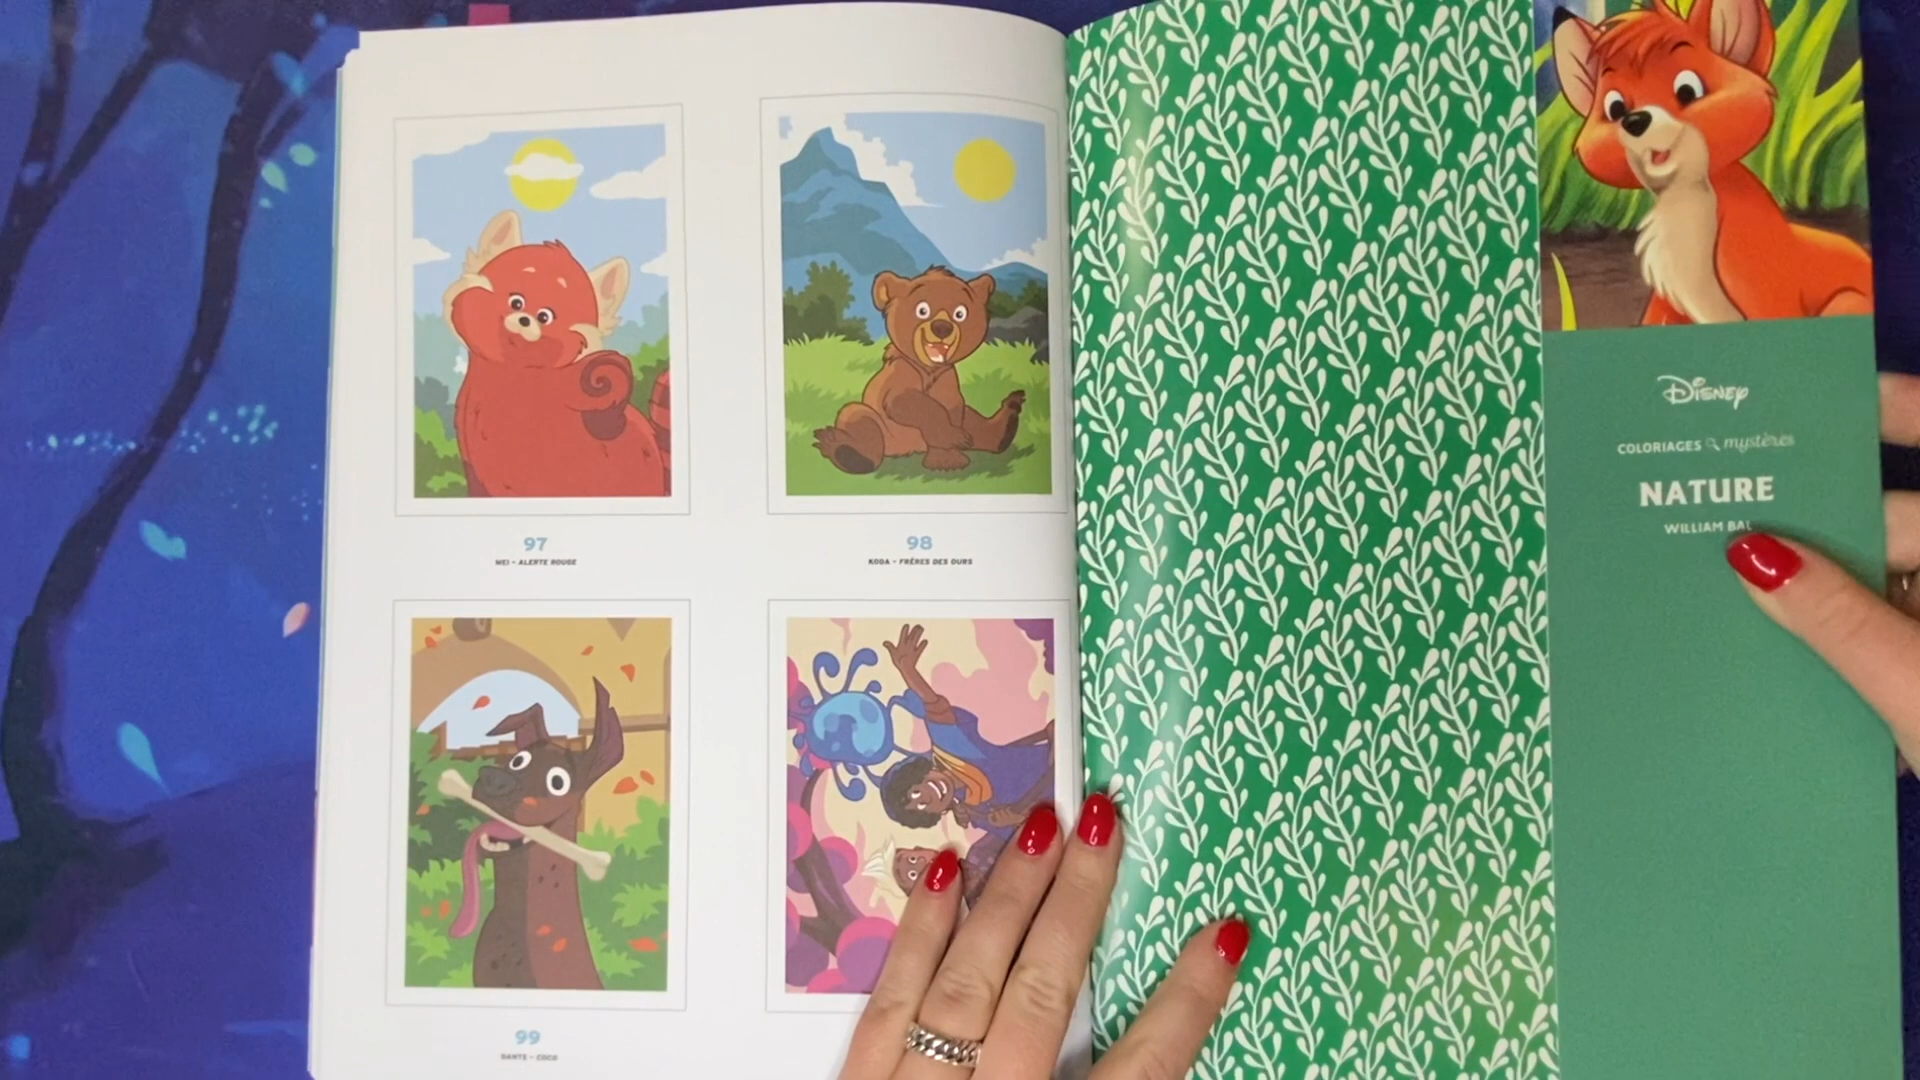 97
MEI – ALERTE ROUGE
98
KODA – FRÈRES DES OURS
99
DANTE – COCO
Disney
COLORIAGES mystères
NATURE
WILLIAM BAL